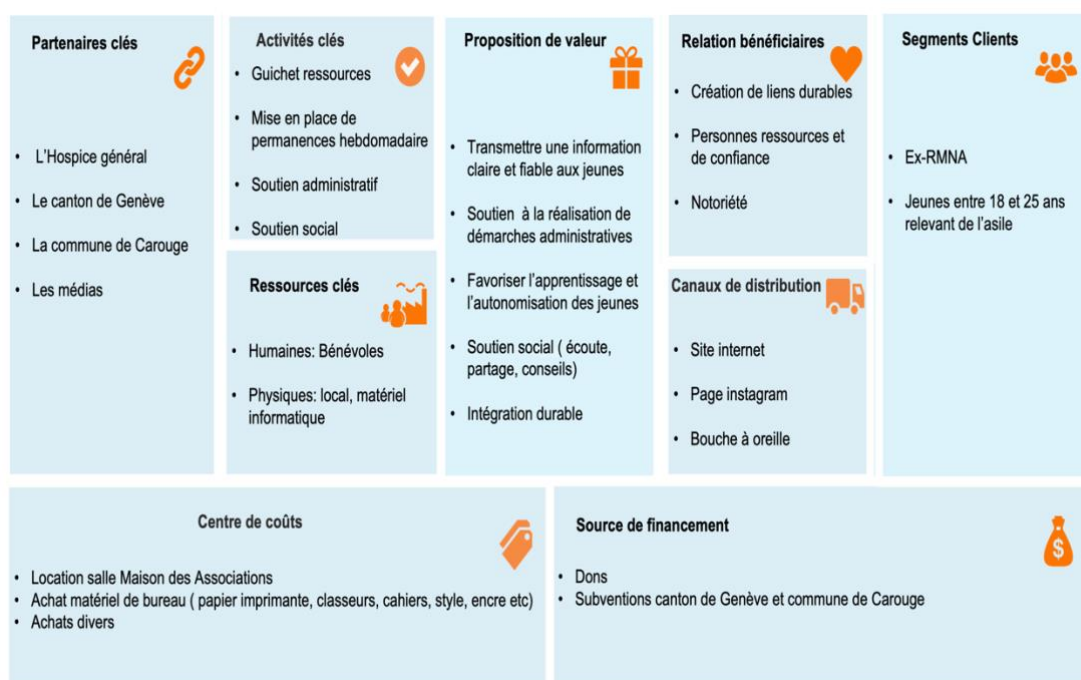 Partenaires clés
• L’Hospice général
• Le canton de Genève
• La commune de Carouge
• Les médias
Activités clés
• Guichet ressources
• Mise en place de
permanences hebdomadaire
• Soutien administratif
• Soutien social
Ressources clés
• Humaines: Bénévoles
• Physiques: local, matériel
informatique
Proposition de valeur
• Transmettre une information
claire et fiable aux jeunes
• Soutien à la réalisation de
démarches administratives
• Favoriser l’apprentissage et
l’autonomisation des jeunes
• Soutien social ( écoute,
partage, conseils)
• Intégration durable
Relation bénéficiaires
• Création de liens durables
• Personnes ressources et
de confiance
• Notoriété
Canaux de distribution
• Site internet
• Page instagram
• Bouche à oreille
Segments Clients
• Ex-RMNA
• Jeunes entre 18 et 25 ans
relevant de l’asile
Centre de coûts
• Location salle Maison des Associations
• Achat matériel de bureau ( papier imprimante, classeurs, cahiers, style, encre etc)
• Achats divers
Source de financement
$
• Dons
• Subventions canton de Genève et commune de Carouge